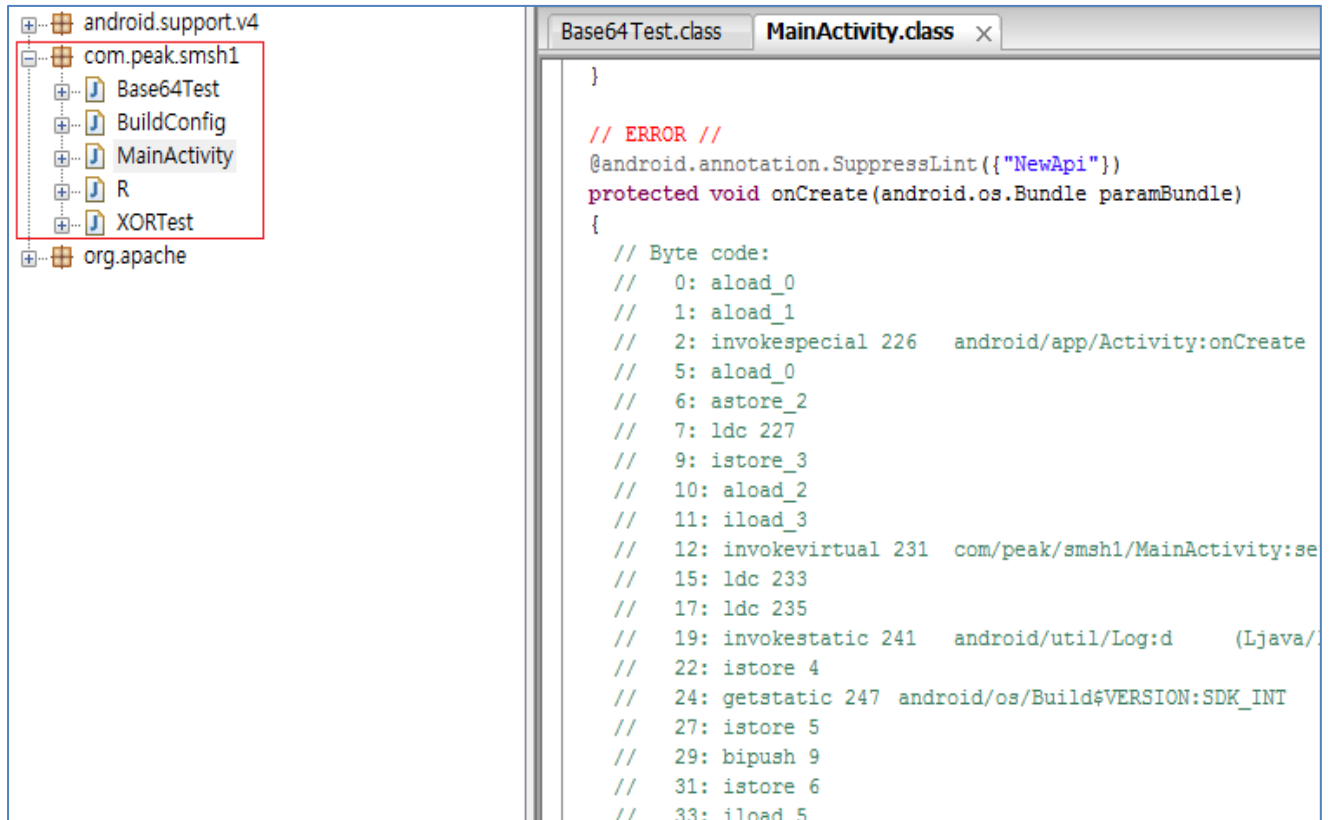 android.support.v4
com.peak.smsh1
Base64Test
BuildConfig
MainActivity
R
XORTest
org.apache
Base64Test.class MainActivity.class
}
// ERROR //
@android.annotation.SuppressLint({"NewApi"})
protected void onCreate(android.os.Bundle paramBundle)
{
// Byte code:
// 0: aload_0
// 1: aload_1
// 2: invokespecial 226 android/app/Activity:onCreate
// 5: aload_0
// 6: astore_2
// 7: ldc 227
// 9: istore_3
// 10: aload_2
// 11: iload_3
// 12: invokevirtual 231 com/peak/smsh1/MainActivity:se
// 15: ldc 233
// 17: ldc 235
// 19: invokestatic 241 android/util/Log:d (Ljava/
// 22: istore 4
// 24: getstatic 247 android/os/Build$VERSION:SDK_INT
// 27: istore 5
// 29: bipush 9
// 31: istore 6
// 33: iload 5